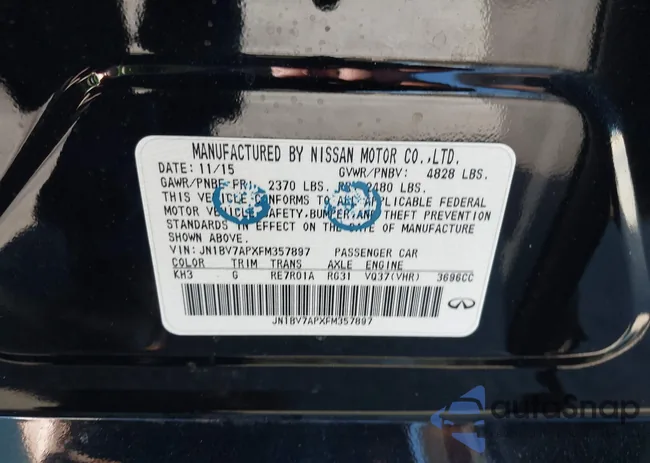 MANUFACTURED BY NISSAN MOTOR CO.,LTD.
DATE: 11/15 GVWR/PNBV: 4828 LBS.
GAWR/PNBE FR: 2370 LBS. 2480 LBS.
THIS VEHICLE CONFORMS TO ALL APPLICABLE FEDERAL
MOTOR VEHICLE SAFETY, BUMPER, AND THEFT PREVENTION
STANDARDS IN EFFECT ON THE DATE OF MANUFACTURE
SHOWN ABOVE.
VIN: JN1BV7APXFM357897 PASSENGER CAR
COLOR TRIM TRANS AXLE ENGINE
KH3 G RE7R01A RG31 VQ37(VHR) 3696CC
JN1BV7APXFM357897
autoSnap